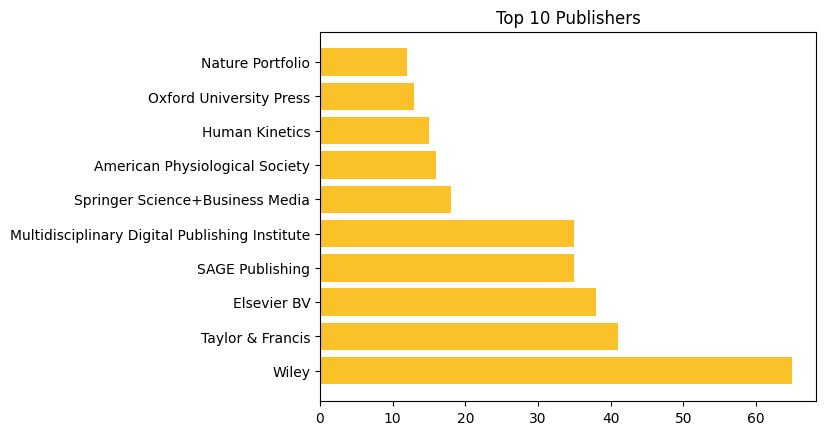 Top 10 Publishers
Nature Portfolio
Oxford University Press
Human Kinetics
American Physiological Society
Springer Science+Business Media
Multidisciplinary Digital Publishing Institute
SAGE Publishing
Elsevier BV
Taylor & Francis
Wiley
0 10 20 30 40 50 60